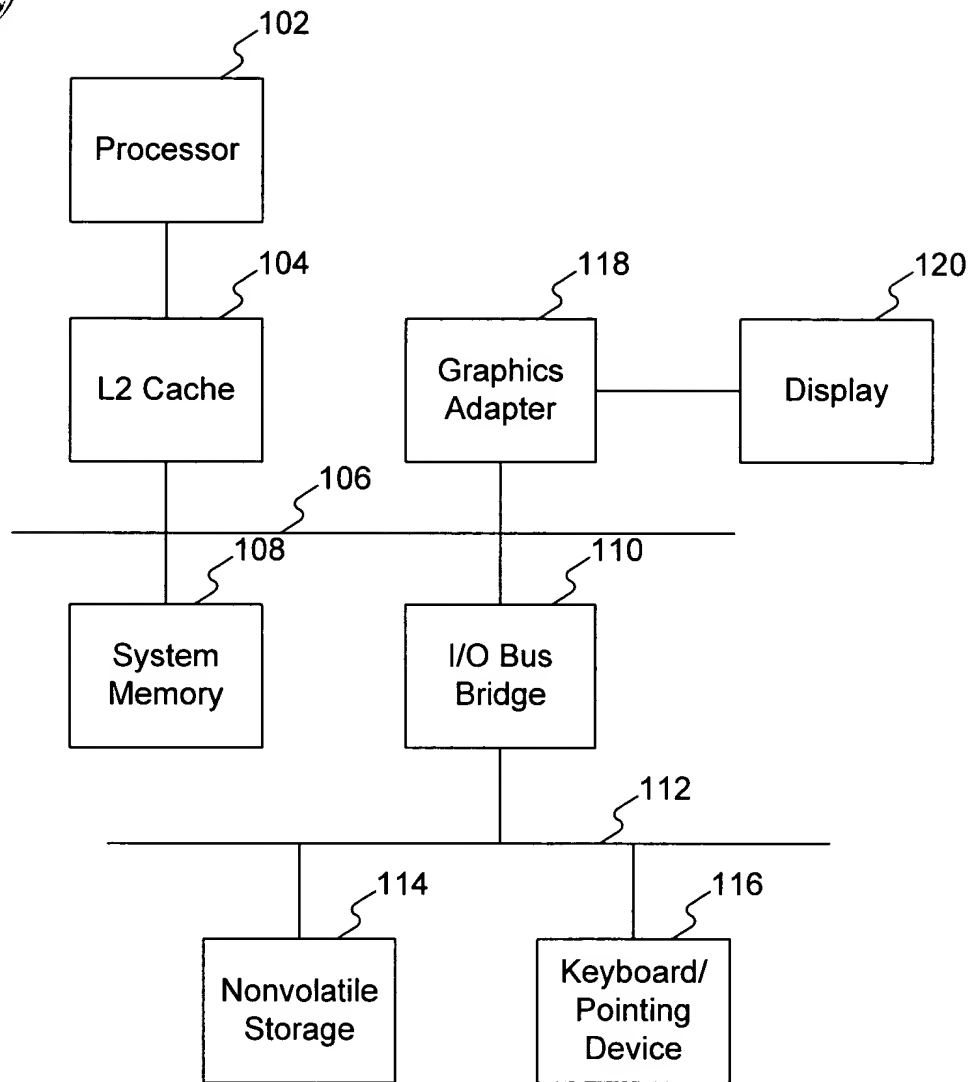 102
Processor
104
118
120
L2 Cache
Graphics
Adapter
Display
106
108
110
System
Memory
I/O Bus
Bridge
112
114
116
Nonvolatile
Storage
Keyboard/
Pointing
Device